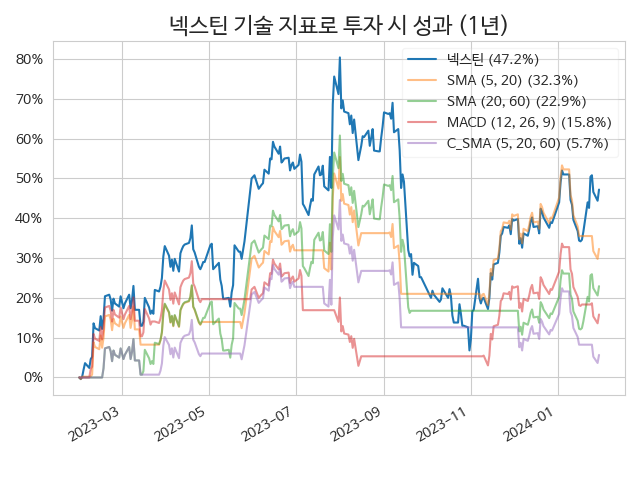 넥스틴 기술 지표로 투자 시 성과 (1년)
80%
70%
60%
50%
40%
30%
20%
10%
0%
넥스틴 (47.2%)
SMA (5, 20) (32.3%)
SMA (20, 60) (22.9%)
MACD (12, 26, 9) (15.8%)
C_SMA (5, 20, 60) (5.7%)
2023-03
2023-05
2023-07
2023-09
2023-11
2024-01